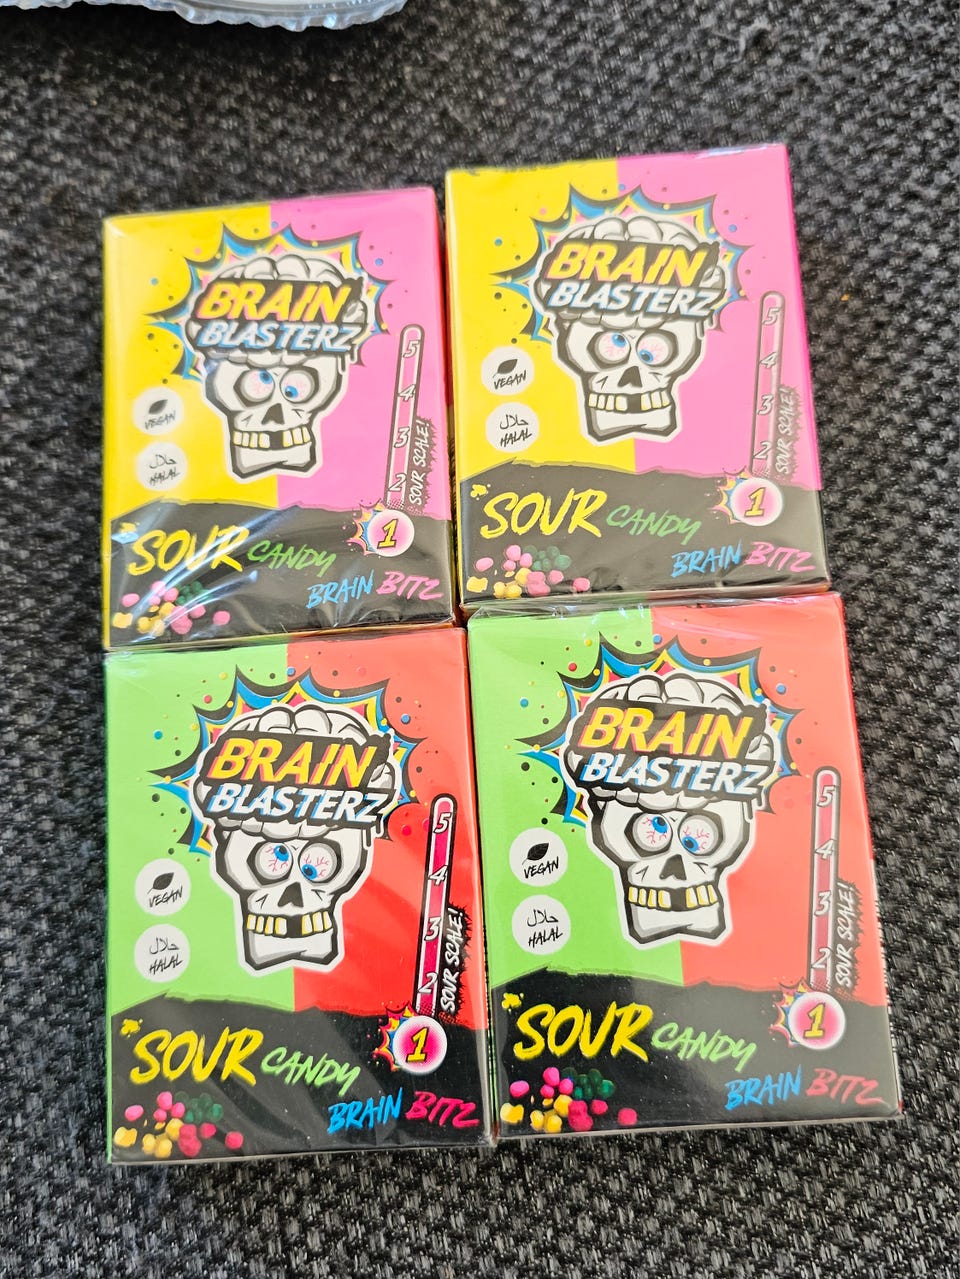 BRAIN
BLASTERZ
VEGAN
حلال
HALAL
5
4
3
2
1
SOUR SCALE!
SOUR CANDY
BRAIN BITZ
BRAIN
BLASTERZ
VEGAN
حلال
HALAL
5
4
3
2
1
SOUR SCALE!
SOUR CANDY
BRAIN BITZ
BRAIN
BLASTERZ
VEGAN
حلال
HALAL
5
4
3
2
1
SOUR SCALE!
SOUR CANDY
BRAIN BITZ
BRAIN
BLASTERZ
VEGAN
حلال
HALAL
5
4
3
2
1
SOUR SCALE!
SOUR CANDY
BRAIN BITZ